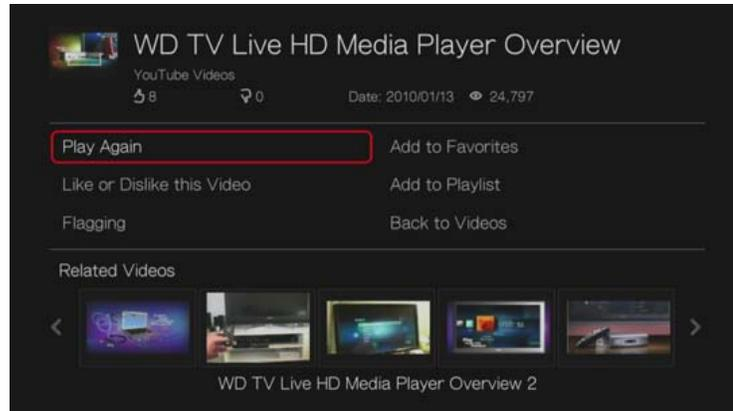 WD TV Live HD Media Player Overview
YouTube Videos
8 0 Date: 2010/01/13 24,797
Play Again Add to Favorites
Like or Dislike this Video Add to Playlist
Flagging Back to Videos
Related Videos
WD TV Live HD Media Player Overview 2